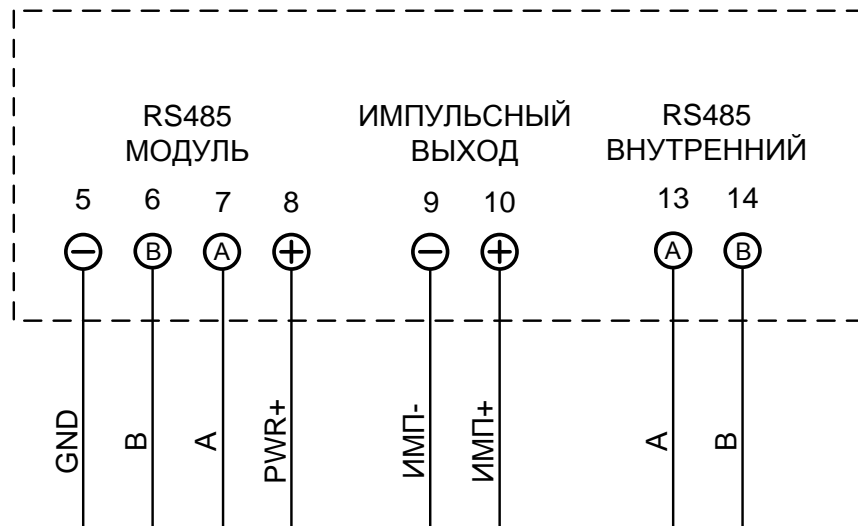 RS485
МОДУЛЬ
ИМПУЛЬСНЫЙ
ВЫХОД
RS485
ВНУТРЕННИЙ
5 6 7 8 9 10 13 14
− B A + − + A B
GND
B
A
PWR+
ИМП-
ИМП+
A
B